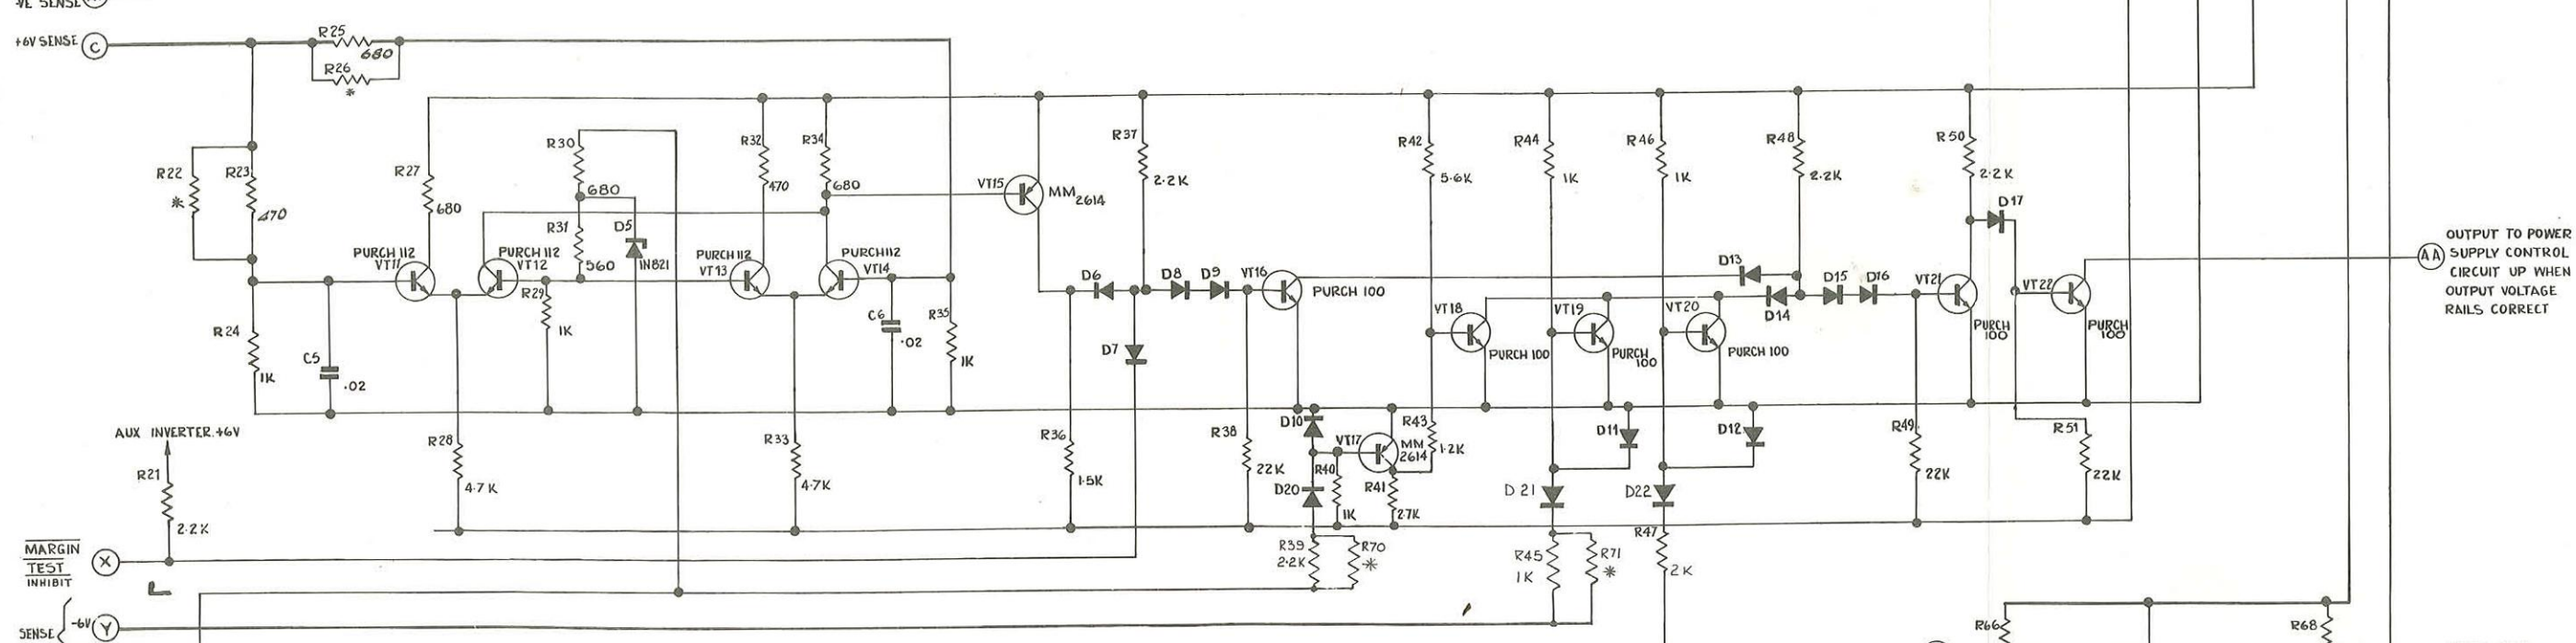 -VE SENSE
+6V SENSE C
R25
680
R26
*
R22
*
R23
470
R27
680
R30
680
R31
560
D5
IN821
R32
470
R34
680
VT15
MM 2614
R37
2.2K
R42
5.6K
R44
1K
R46
1K
R48
2.2K
R50
2.2K
D17
PURCH 112
VT11
PURCH 112
VT12
R29
1K
PURCH 112
VT13
PURCH112
VT14
C6
.02
R35
1K
D6
D8
D9
VT16
PURCH 100
D7
D13
D14
D15
D16
VT18
PURCH 100
VT19
PURCH 100
VT20
PURCH 100
VT21
PURCH 100
VT22
PURCH 100
AA
OUTPUT TO POWER
SUPPLY CONTROL
CIRCUIT UP WHEN
OUTPUT VOLTAGE
RAILS CORRECT
R24
1K
C5
.02
AUX INVERTER.+6V
R21
2.2K
R28
4.7K
R33
4.7K
R36
1.5K
R38
22K
D10
D20
VT17
MM 2614
R40
1K
R41
27K
R43
1.2K
D11
D12
D21
D22
R49
22K
R51
22K
R39
2.2K
R70
*
R45
1K
R71
*
R47
2K
MARGIN
TEST
INHIBIT
X
SENSE
-6V Y
R66
R68